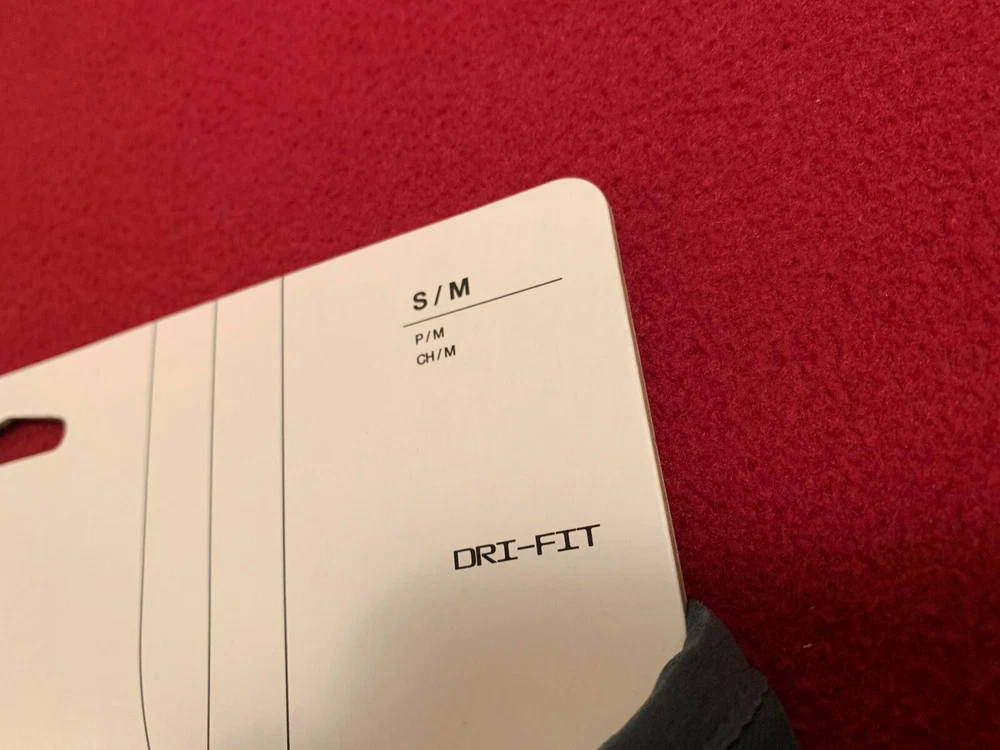 S / M
P / M
CH / M
DRI-FIT